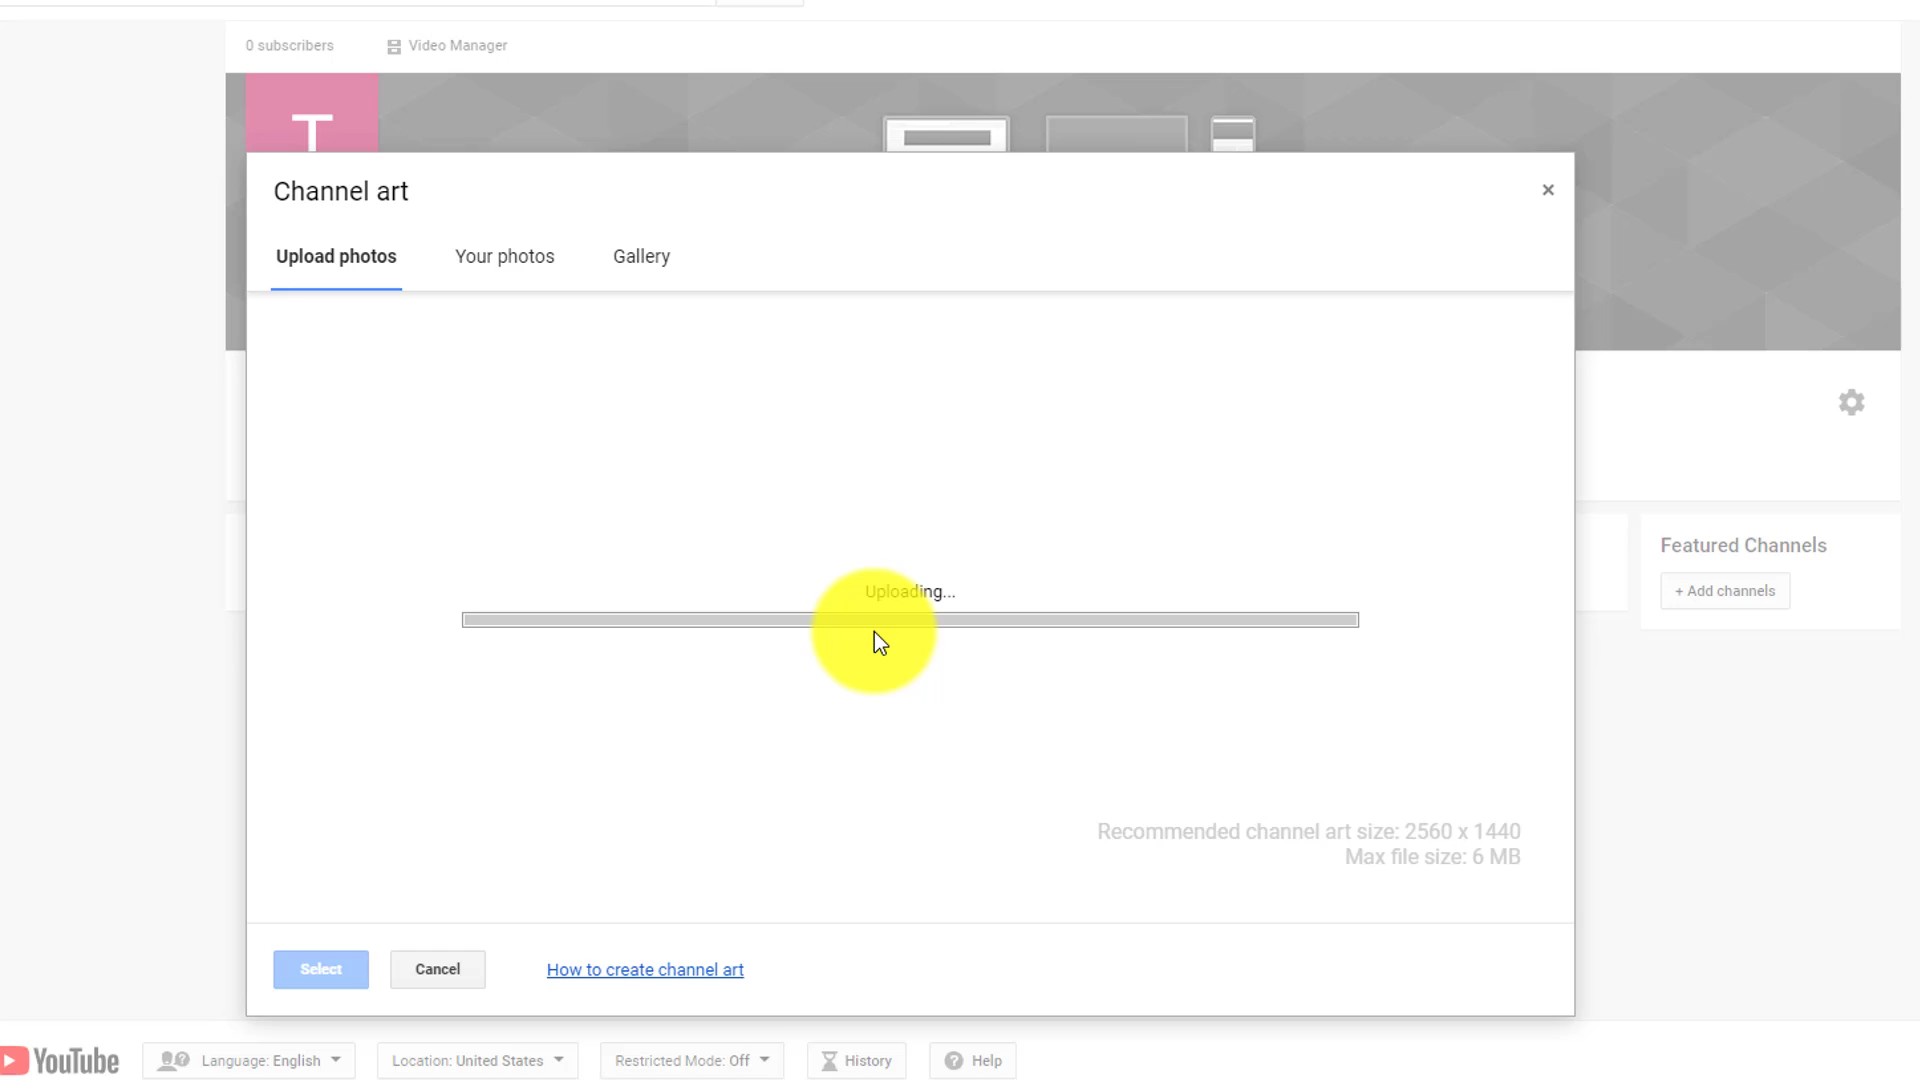 0 subscribers
Video Manager
T
Channel art
×
Upload photos
Your photos
Gallery
Uploading...
Featured Channels
+ Add channels
Recommended channel art size: 2560 x 1440
Max file size: 6 MB
Select
Cancel
How to create channel art
YouTube
Language: English
Location: United States
Restricted Mode: Off
History
Help